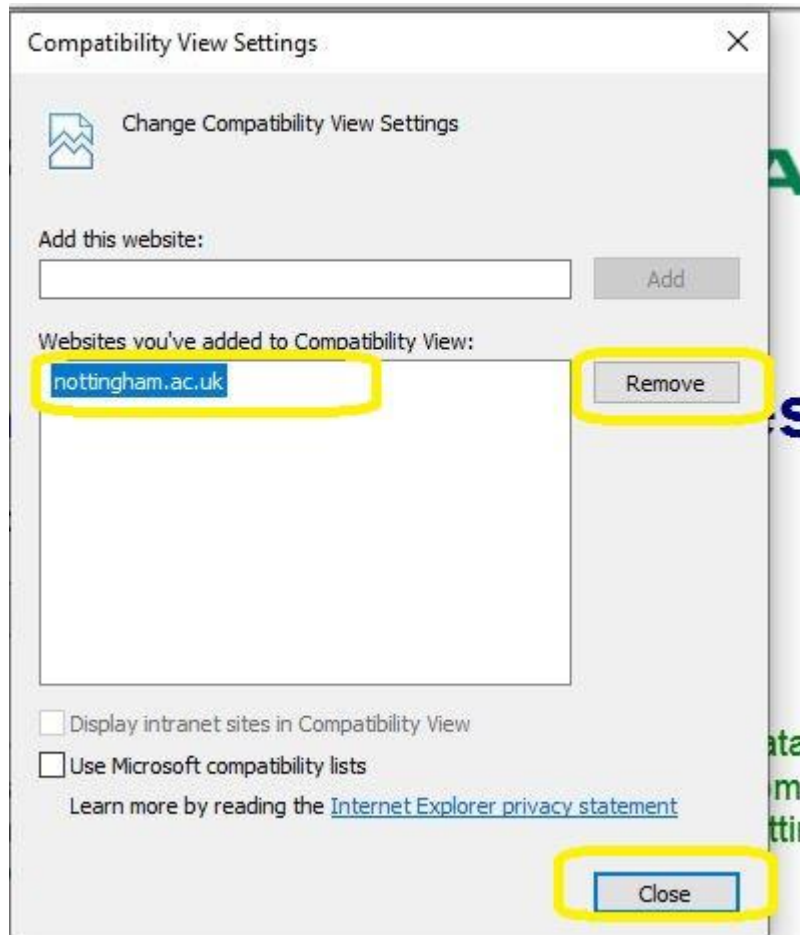 Compatibility View Settings
Change Compatibility View Settings
Add this website:
Add
Websites you've added to Compatibility View:
nottingham.ac.uk
Remove
Display intranet sites in Compatibility View
Use Microsoft compatibility lists
Learn more by reading the Internet Explorer privacy statement
Close